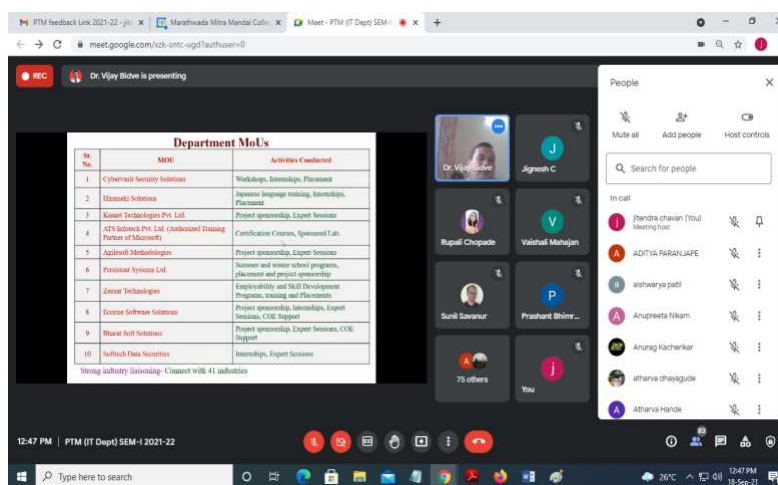 PTM feedback Link 2021-22 - jit
Marathwada Mitra Mandal Colle
Meet - PTM (IT Dept) SEM-I
meet.google.com/xzk-sntc-ugd?authuser=0
REC
Dr. Vijay Bidve is presenting
Department MoUs
Sr. No. MOU Activities Conducted
1 Cybervault Security Solutions Workshops, Internships, Placement
2 Hiranoki Solutions Japanese language training, Internships,
Placement
3 Technologies Pvt. Ltd. Project sponsorship, Expert Sessions
4 ATS Infotech Pvt. Ltd. (Authorized Training
Partner of Microsoft) Certification Courses, Sponsored Lab.
5 Agilesoft Methodologies Project sponsorship, Expert Sessions
6 Persistent Systems Ltd. Summer and winter school programs,
placement and project sponsorship
7 Zensar Technologies Employability and Skill Development
Programs, training and Placements
8 Software Solutions Project sponsorship, Internships, Expert
Sessions, COE Support
9 Bharat Soft Solutions Project sponsorship, Expert Sessions, COE
Support
10 Softtech Data Securities Internships, Expert Sessions
Strong industry liaisoning- Connect with 41 industries
Dr. Vijay Bidve
J
Jignesh C
Rupali Chopade
V
Vaishali Mahajan
Sunil Savanur
P
Prashant Bhimr...
A
75 others
j
You
People
Mute all
Add people
Host controls
Search for people
In call
j
jitendra chavan (You)
Meeting host
A
ADITYA PARANJAPE
a
aishwarya patil
A
Anupreeta Nikam
Anurag Kacherikar
atharva dhayagude
A
Atharva Hande
12:47 PM | PTM (IT Dept) SEM-I 2021-22
83
Type here to search
26°C
12:47 PM
18-Sep-21